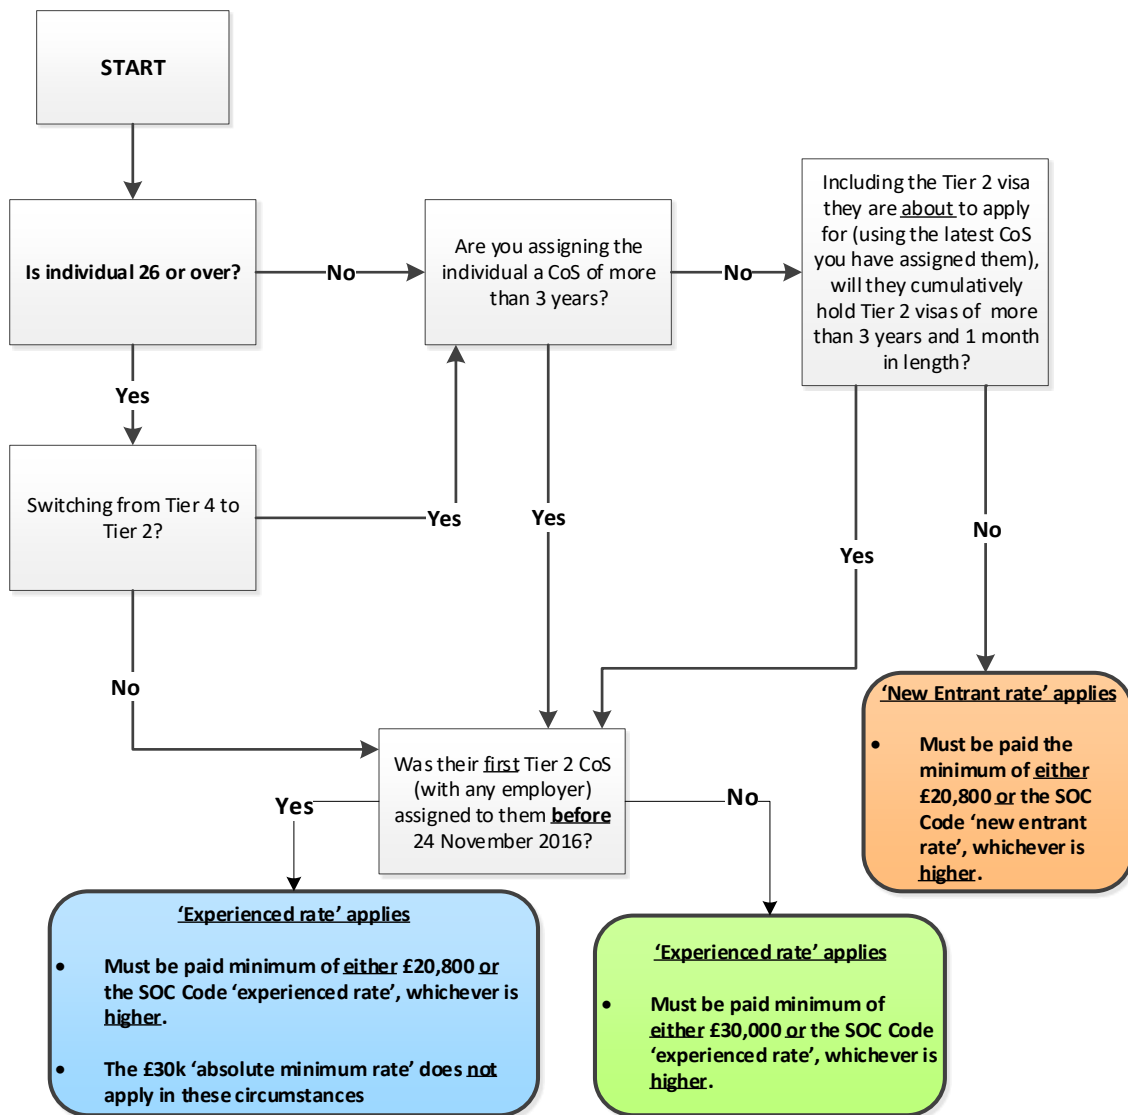 START
Is individual 26 or over?
No
Are you assigning the
individual a CoS of more
than 3 years?
No
Including the Tier 2 visa
they are about to apply
for (using the latest CoS
you have assigned them),
will they cumulatively
hold Tier 2 visas of more
than 3 years and 1 month
in length?
Yes
Switching from Tier 4 to
Tier 2?
Yes
Yes
Yes
No
No
Was their first Tier 2 CoS
(with any employer)
assigned to them before
24 November 2016?
Yes
No
'New Entrant rate' applies
• Must be paid the
minimum of either
£20,800 or the SOC
Code 'new entrant
rate', whichever is
higher.
'Experienced rate' applies
• Must be paid minimum of either £20,800 or
the SOC Code 'experienced rate', whichever is
higher.
• The £30k 'absolute minimum rate' does not
apply in these circumstances
'Experienced rate' applies
• Must be paid minimum of
either £30,000 or the SOC Code
'experienced rate', whichever is
higher.